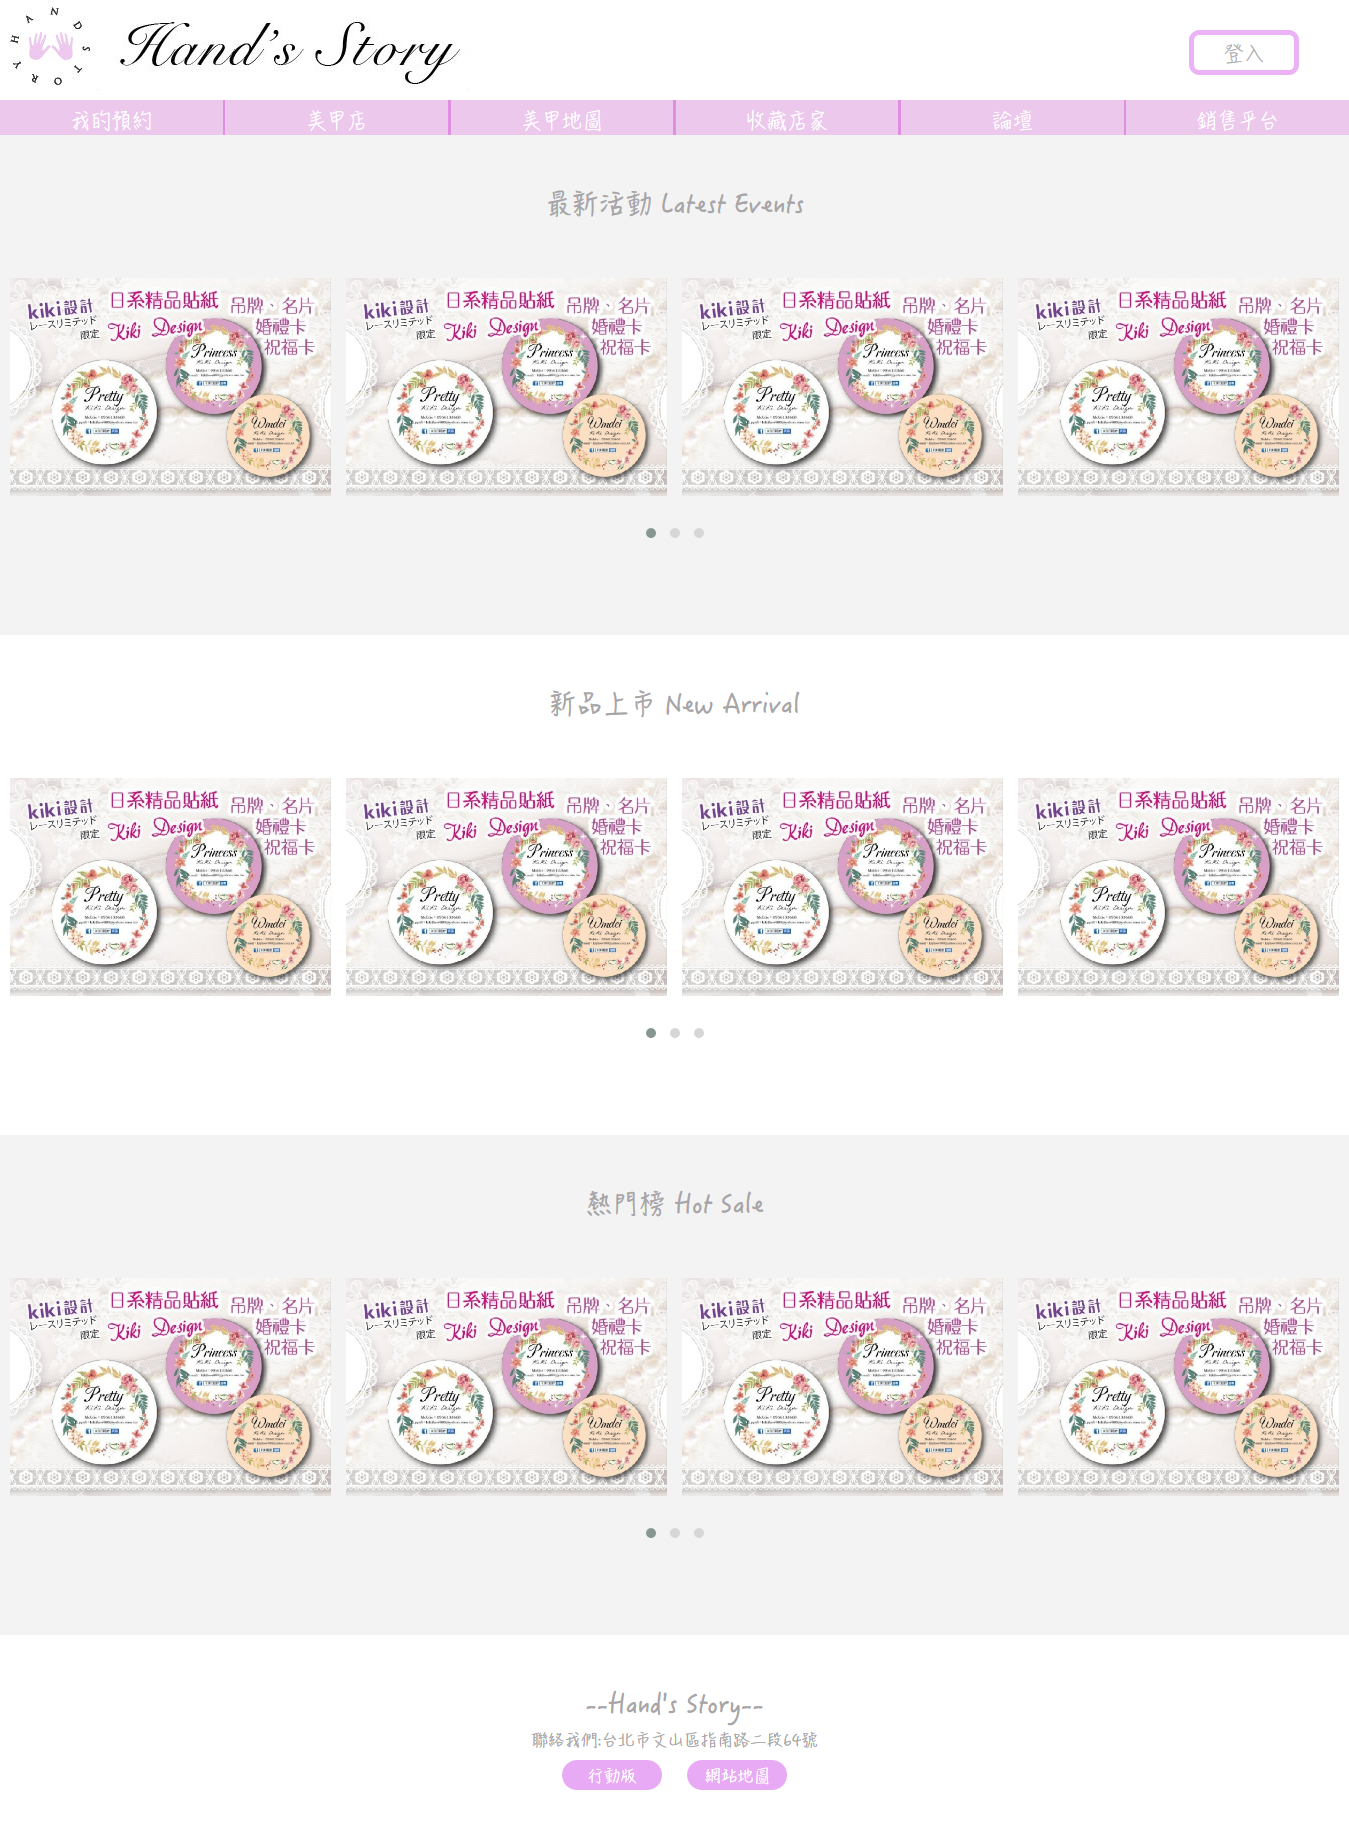 HAND STORY
Hand's Story
登入
我的預約 美甲店 美甲地圖 收藏店家 論壇 銷售平台
最新活動 Latest Events
kiki設計 日系精品貼紙 吊牌、名片
レースリミテッド Kiki Design 婚禮卡
限定 祝福卡
Princess
Pretty
Kiki Design
kiki設計 日系精品貼紙 吊牌、名片
レースリミテッド Kiki Design 婚禮卡
限定 祝福卡
Princess
Pretty
Kiki Design
kiki設計 日系精品貼紙 吊牌、名片
レースリミテッド Kiki Design 婚禮卡
限定 祝福卡
Princess
Pretty
Kiki Design
kiki設計 日系精品貼紙 吊牌、名片
レースリミテッド Kiki Design 婚禮卡
限定 祝福卡
Princess
Pretty
Kiki Design
新品上市 New Arrival
kiki設計 日系精品貼紙 吊牌、名片
レースリミテッド Kiki Design 婚禮卡
限定 祝福卡
Princess
Pretty
Kiki Design
kiki設計 日系精品貼紙 吊牌、名片
レースリミテッド Kiki Design 婚禮卡
限定 祝福卡
Princess
Pretty
Kiki Design
kiki設計 日系精品貼紙 吊牌、名片
レースリミテッド Kiki Design 婚禮卡
限定 祝福卡
Princess
Pretty
Kiki Design
kiki設計 日系精品貼紙 吊牌、名片
レースリミテッド Kiki Design 婚禮卡
限定 祝福卡
Princess
Pretty
Kiki Design
熱門榜 Hot Sale
kiki設計 日系精品貼紙 吊牌、名片
レースリミテッド Kiki Design 婚禮卡
限定 祝福卡
Princess
Pretty
Kiki Design
kiki設計 日系精品貼紙 吊牌、名片
レースリミテッド Kiki Design 婚禮卡
限定 祝福卡
Princess
Pretty
Kiki Design
kiki設計 日系精品貼紙 吊牌、名片
レースリミテッド Kiki Design 婚禮卡
限定 祝福卡
Princess
Pretty
Kiki Design
kiki設計 日系精品貼紙 吊牌、名片
レースリミテッド Kiki Design 婚禮卡
限定 祝福卡
Princess
Pretty
Kiki Design
--Hand's Story--
聯絡我們:台北市文山區指南路二段64號
行動版 網站地圖